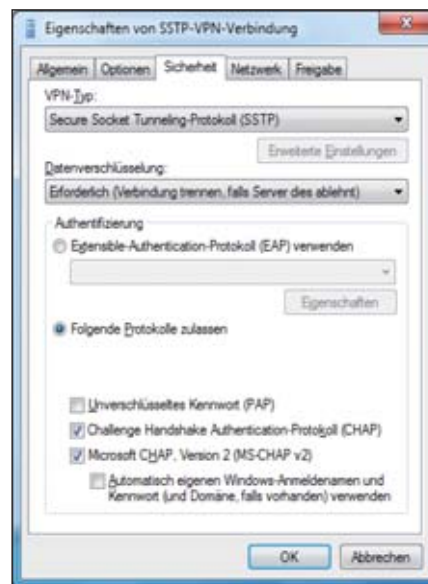 Eigenschaften von SSTP-VPN-Verbindung
Allgemein Optionen Sicherheit Netzwerk Freigabe
VPN-Typ:
Secure Socket Tunneling-Protokoll (SSTP)
Erweiterte Einstellungen
Datenverschlüsselung:
Erforderlich (Verbindung trennen, falls Server dies ablehnt)
Authentifizierung
Extensible-Authentication-Protokoll (EAP) verwenden
Eigenschaften
Folgende Protokolle zulassen
Unverschlüsseltes Kennwort (PAP)
Challenge Handshake Authentication-Protokoll (CHAP)
Microsoft CHAP, Version 2 (MS-CHAP v2)
Automatisch eigenen Windows-Anmeldenamen und
Kennwort (und Domäne, falls vorhanden) verwenden
OK Abbrechen